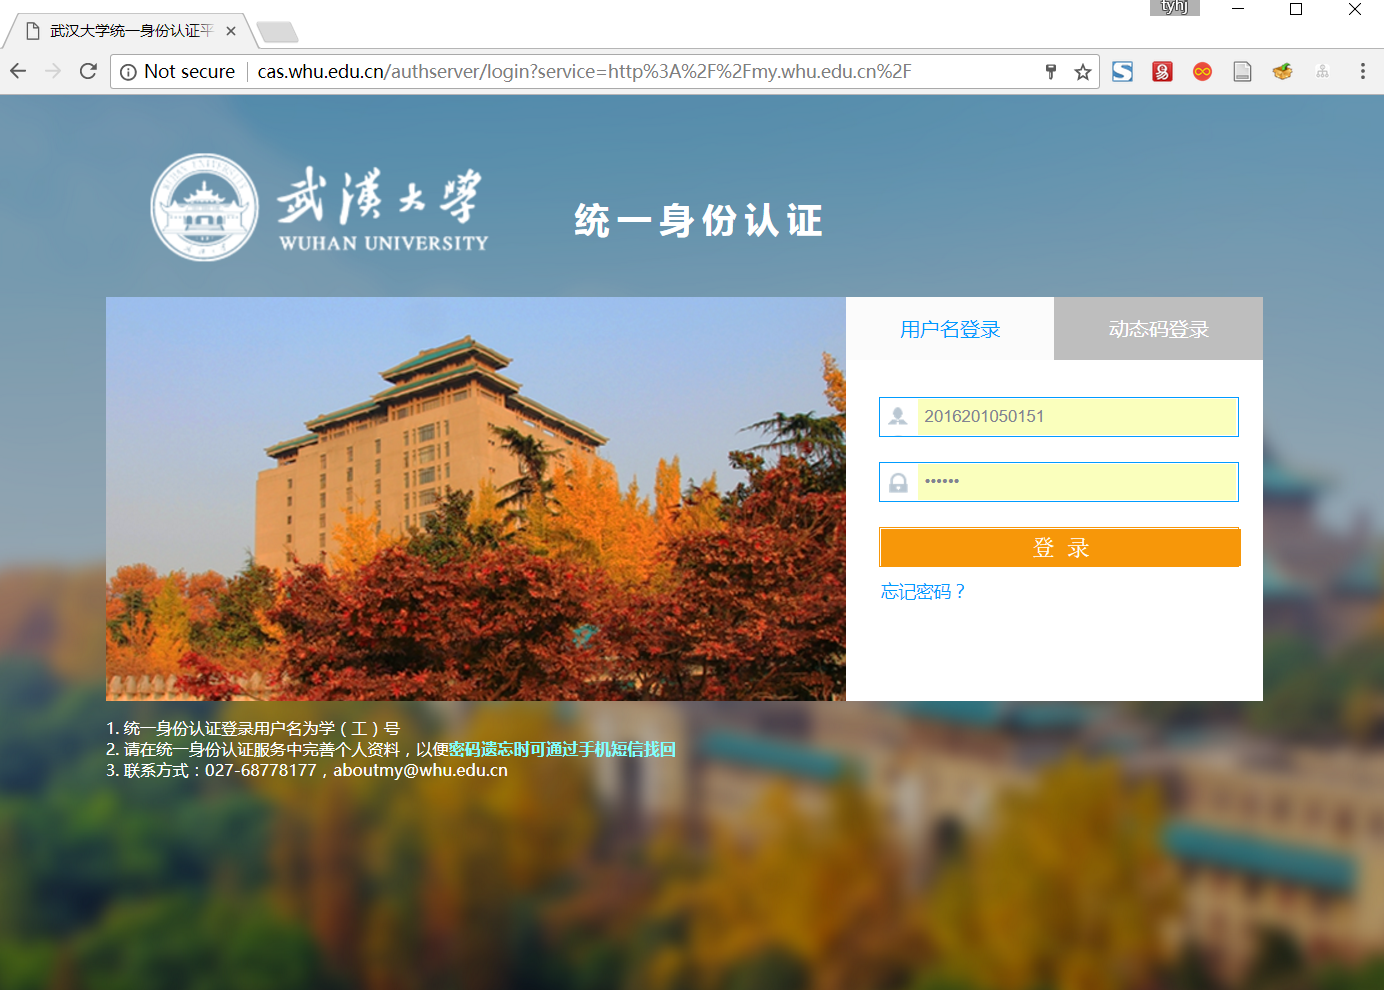 tyhj
武汉大学统一身份认证平
Not secure
cas.whu.edu.cn/authserver/login?service=http%3A%2F%2Fmy.whu.edu.cn%2F
武漢大學
WUHAN UNIVERSITY
统一身份认证
用户名登录
动态码登录
2016201050151
••••••
登 录
忘记密码？
1. 统一身份认证登录用户名为学（工）号
2. 请在统一身份认证服务中完善个人资料，以便密码遗忘时可通过手机短信找回
3. 联系方式：027-68778177，aboutmy@whu.edu.cn